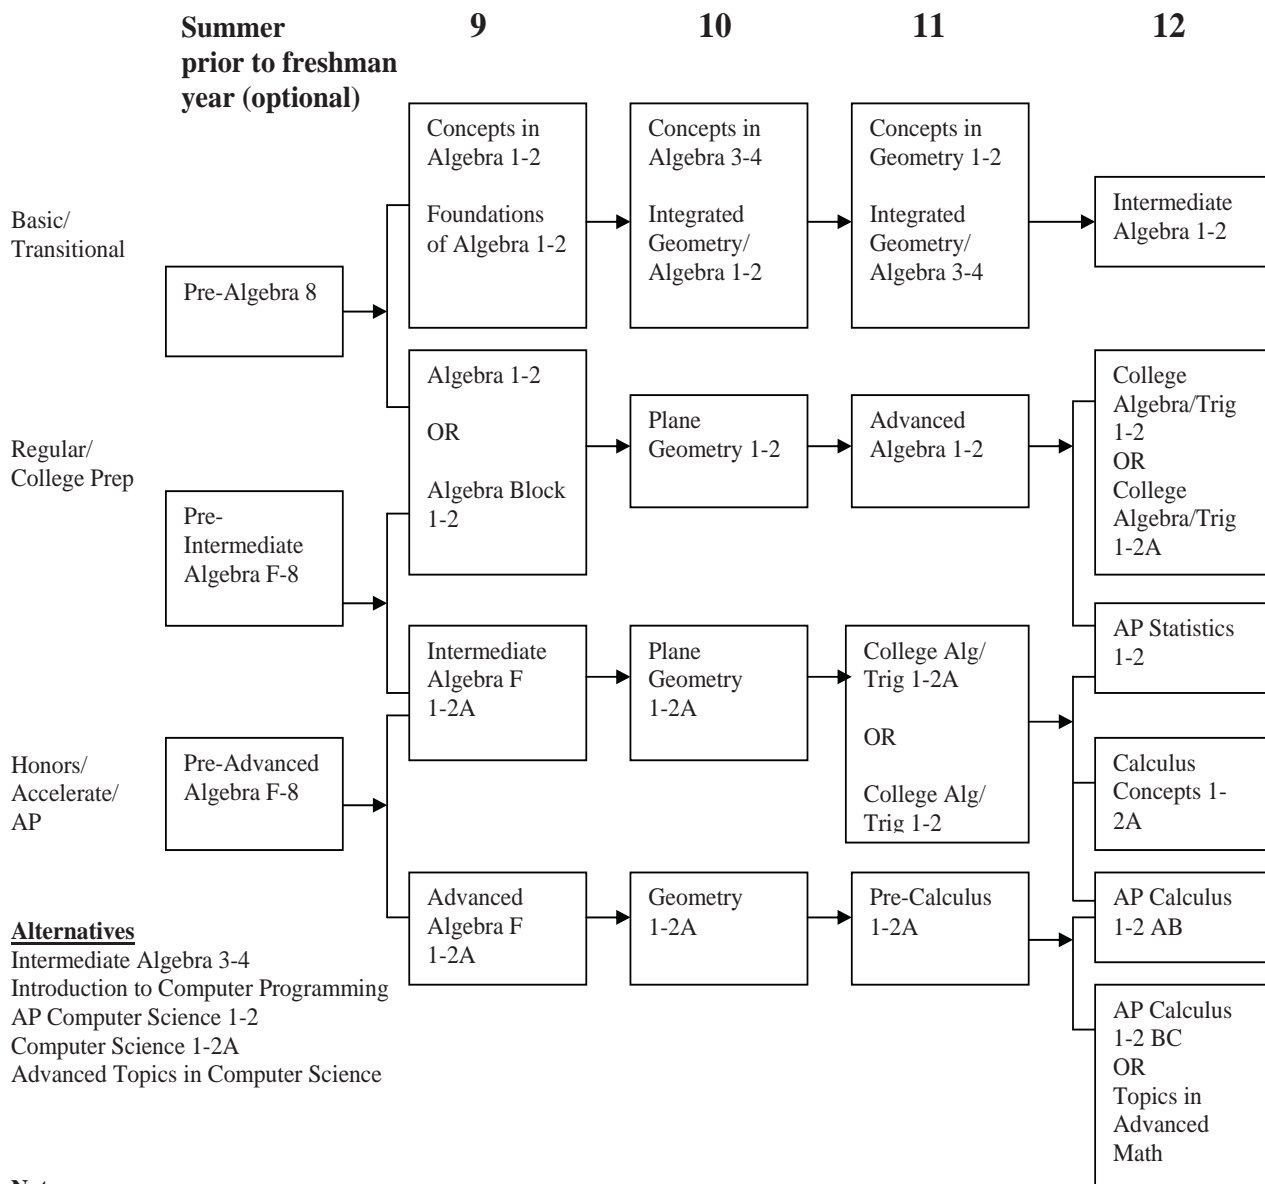 Summer
prior to freshman
year (optional)
9
10
11
12
Basic/
Transitional
Regular/
College Prep
Honors/
Accelerate/
AP
Pre-Algebra 8
Pre-
Intermediate
Algebra F-8
Pre-Advanced
Algebra F-8
Concepts in
Algebra 1-2
Foundations
of Algebra 1-2
Algebra 1-2
OR
Algebra Block
1-2
Intermediate
Algebra F
1-2A
Advanced
Algebra F
1-2A
Concepts in
Algebra 3-4
Integrated
Geometry/
Algebra 1-2
Plane
Geometry 1-2
Plane
Geometry
1-2A
Geometry
1-2A
Concepts in
Geometry 1-2
Integrated
Geometry/
Algebra 3-4
Advanced
Algebra 1-2
College Alg/
Trig 1-2A
OR
College Alg/
Trig 1-2
Pre-Calculus
1-2A
Intermediate
Algebra 1-2
College
Algebra/Trig
1-2
OR
College
Algebra/Trig
1-2A
AP Statistics
1-2
Calculus
Concepts 1-
2A
AP Calculus
1-2 AB
AP Calculus
1-2 BC
OR
Topics in
Advanced
Math
Alternatives
Intermediate Algebra 3-4
Introduction to Computer Programming
AP Computer Science 1-2
Computer Science 1-2A
Advanced Topics in Computer Science